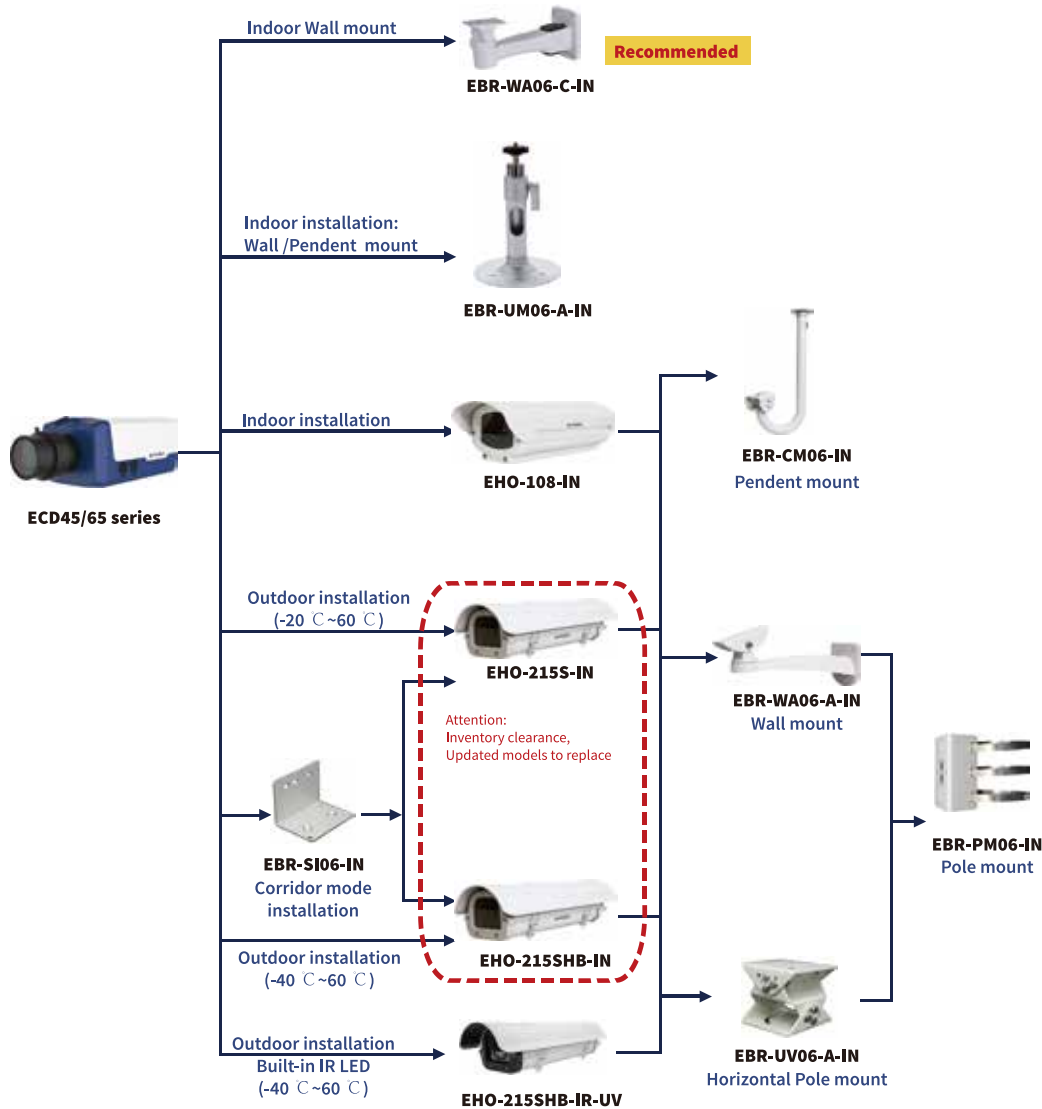 Indoor Wall mount
Recommended
EBR-WA06-C-IN
Indoor installation:
Wall /Pendent mount
EBR-UM06-A-IN
Indoor installation
EHO-108-IN
EBR-CM06-IN
Pendent mount
ECD45/65 series
Outdoor installation
(-20 ℃~60 ℃)
EHO-215S-IN
EBR-WA06-A-IN
Wall mount
Attention:
Inventory clearance,
Updated models to replace
EBR-SI06-IN
Corridor mode
installation
EBR-PM06-IN
Pole mount
Outdoor installation
(-40 ℃~60 ℃)
EHO-215SHB-IN
Outdoor installation
Built-in IR LED
(-40 ℃~60 ℃)
EHO-215SHB-IR-UV
EBR-UV06-A-IN
Horizontal Pole mount